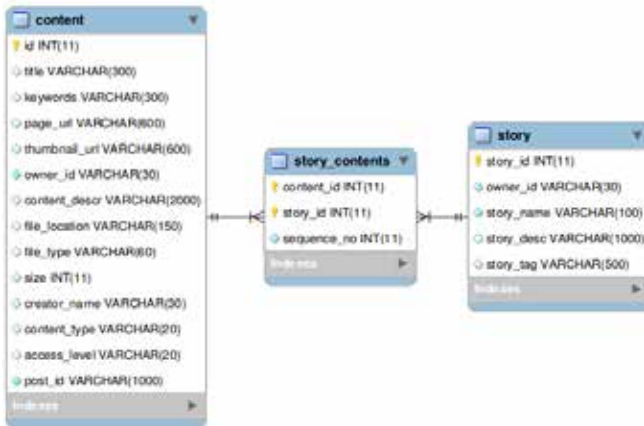 content
id INT(11)
title VARCHAR(300)
keywords VARCHAR(300)
page_url VARCHAR(600)
thumbnail_url VARCHAR(600)
owner_id VARCHAR(30)
content_descr VARCHAR(2000)
file_location VARCHAR(150)
file_type VARCHAR(60)
size INT(11)
creator_name VARCHAR(30)
content_type VARCHAR(20)
access_level VARCHAR(20)
post_id VARCHAR(1000)
Indexes
story_contents
content_id INT(11)
story_id INT(11)
sequence_no INT(11)
Indexes
story
story_id INT(11)
owner_id VARCHAR(30)
story_name VARCHAR(100)
story_desc VARCHAR(1000)
story_tag VARCHAR(500)
Indexes